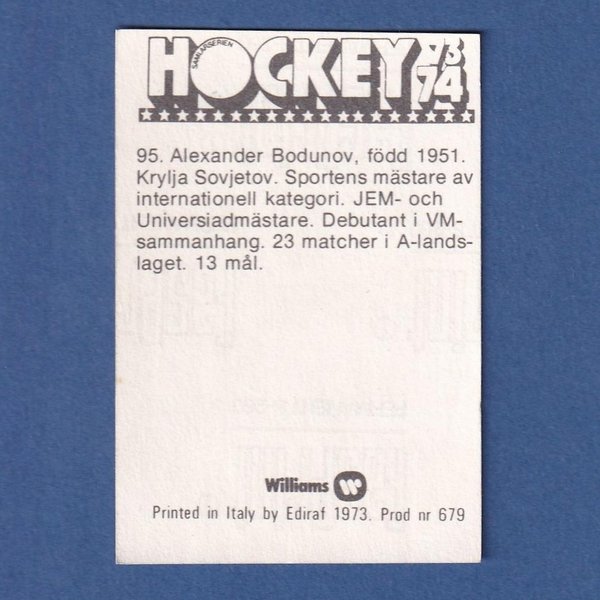 SAMLARSERIEN
HOCKEY 73
74
95. Alexander Bodunov, född 1951.
Krylja Sovjetov. Sportens mästare av
internationell kategori. JEM- och
Universiadmästare. Debutant i VM-
sammanhang. 23 matcher i A-lands-
laget. 13 mål.
Williams W
Printed in Italy by Ediraf 1973. Prod nr 679